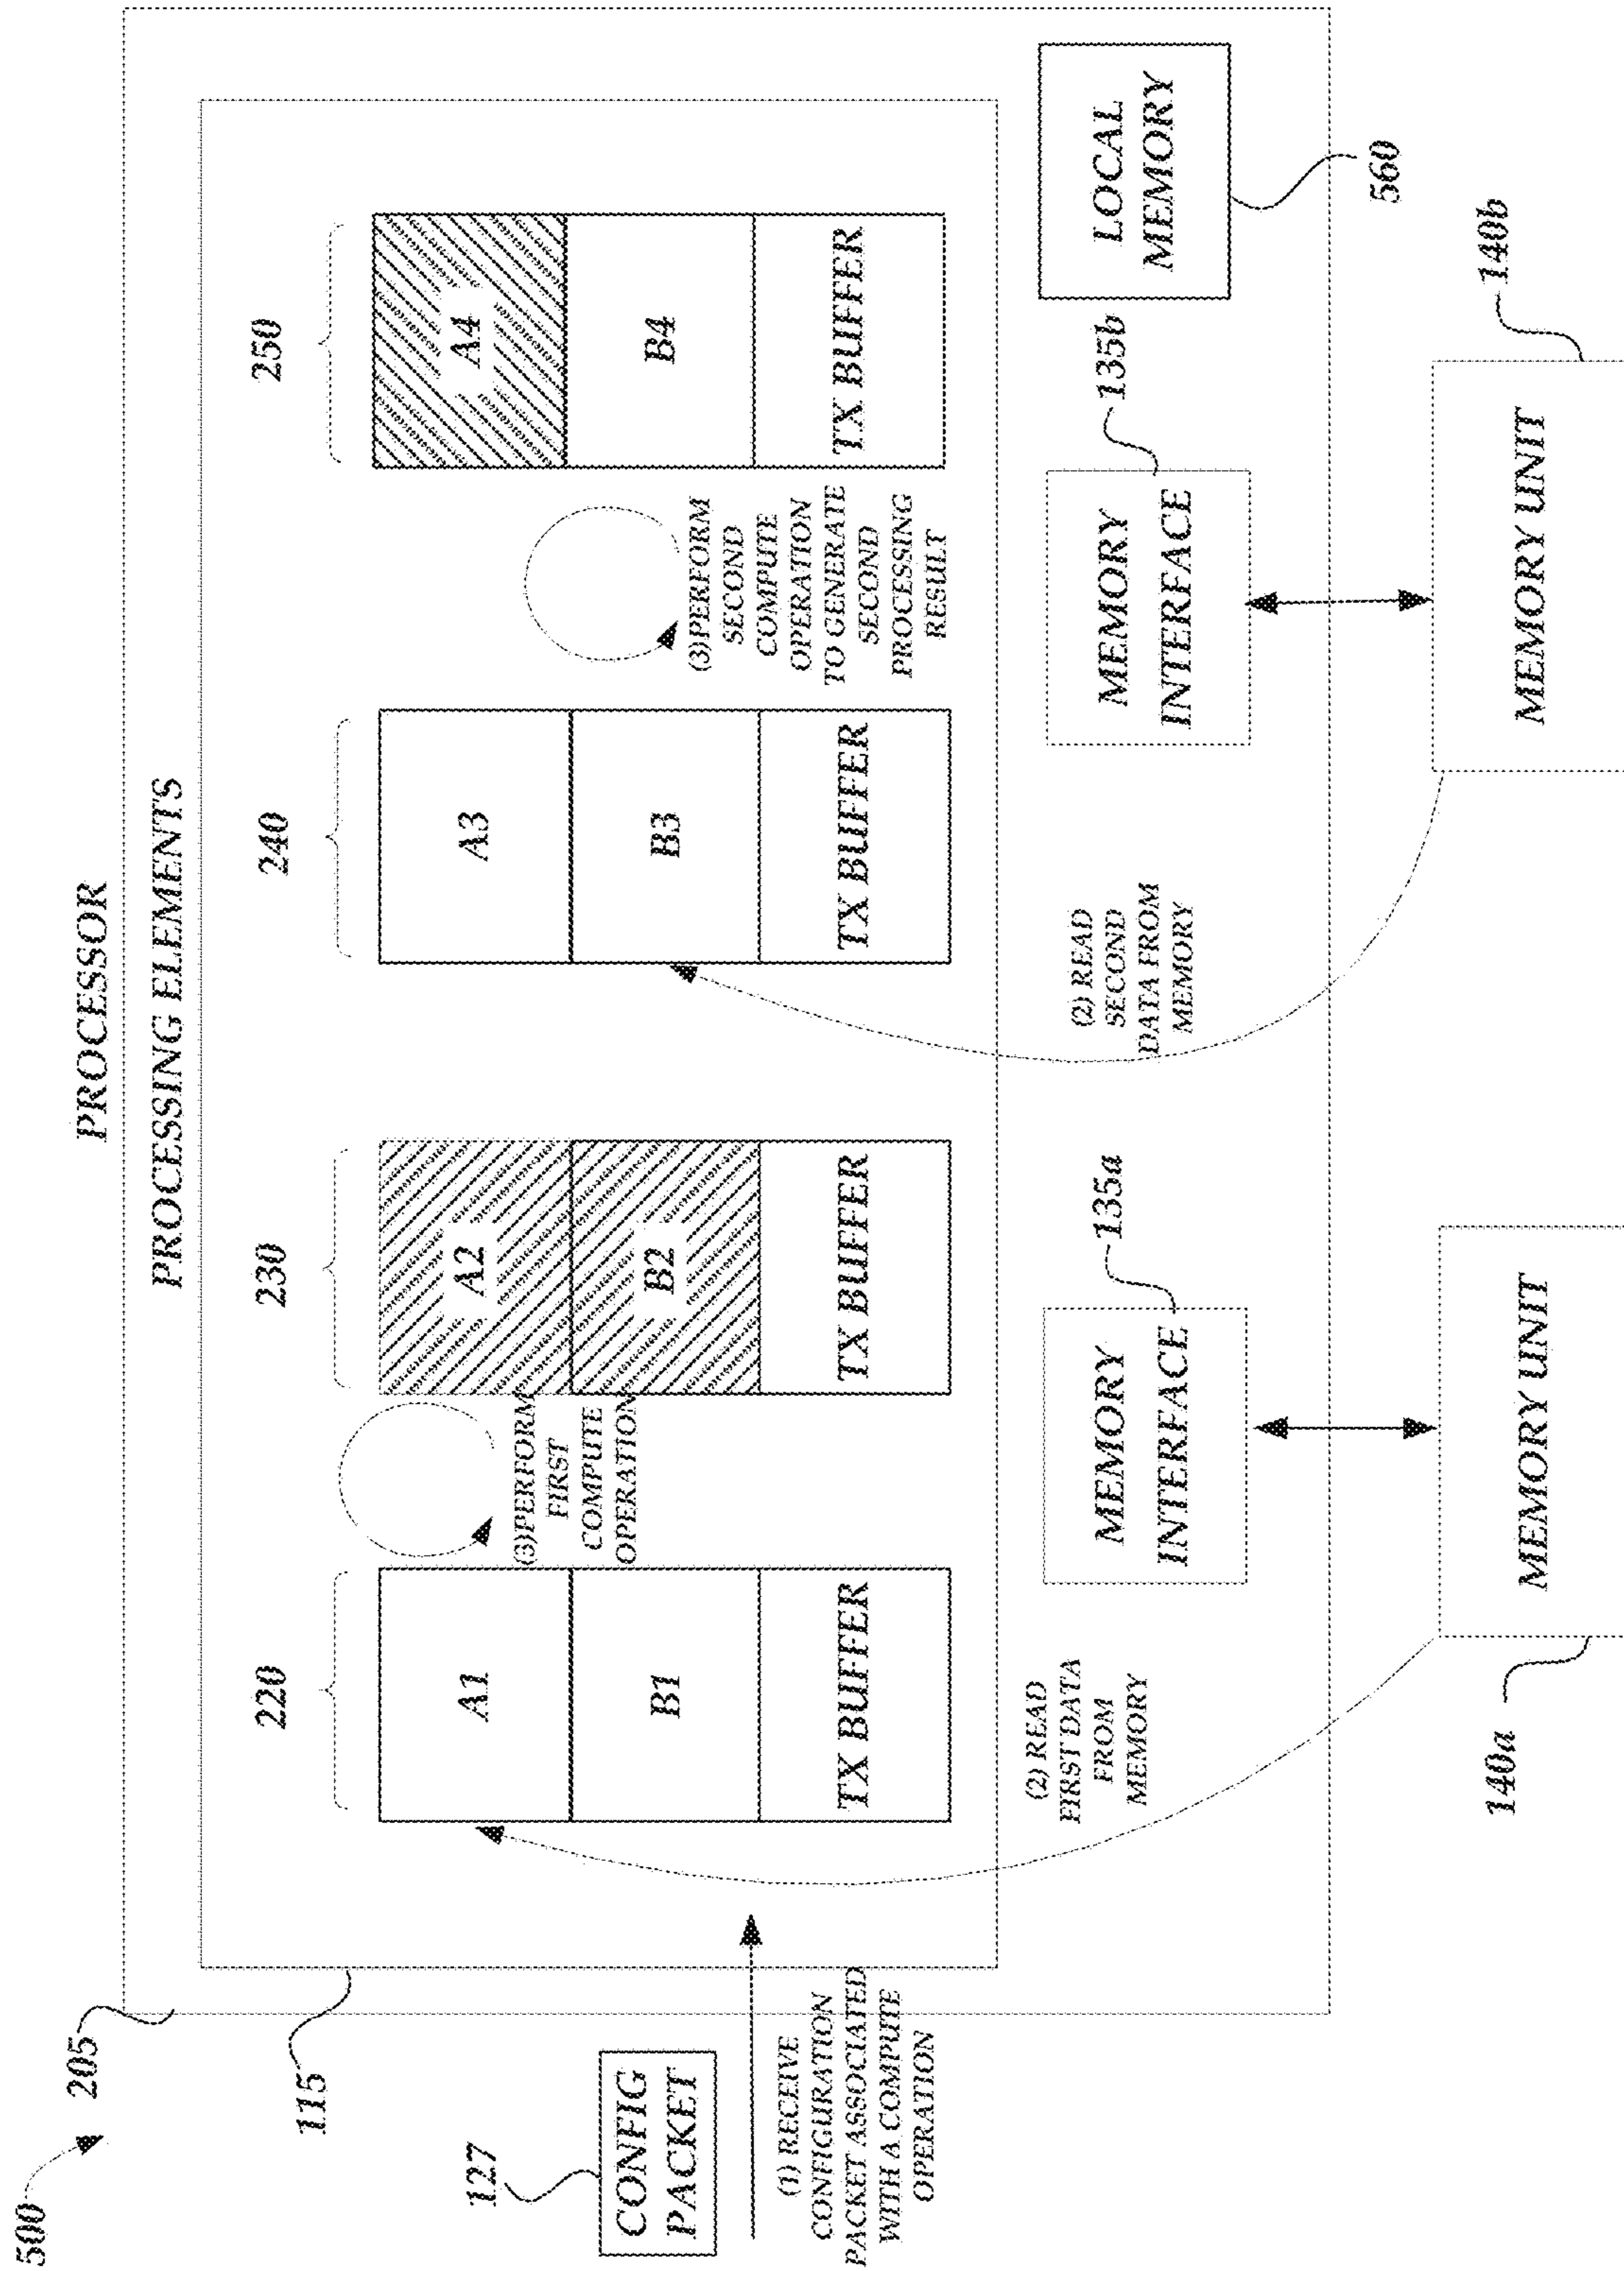 500
205
PROCESSOR
115
PROCESSING ELEMENTS
220
230
240
250
A1
B1
TX BUFFER
(3)PERFORM
FIRST
COMPUTE
OPERATION
A2
B2
TX BUFFER
A3
B3
TX BUFFER
(3)PERFORM
SECOND
COMPUTE
OPERATION
TO GENERATE
SECOND
PROCESSING
RESULT
A4
B4
TX BUFFER
127
CONFIG
PACKET
(1) RECEIVE
CONFIGURATION
PACKET ASSOCIATED
WITH A COMPUTE
OPERATION
(2) READ
FIRST DATA
FROM
MEMORY
135a
MEMORY
INTERFACE
(2) READ
SECOND
DATA FROM
MEMORY
135b
MEMORY
INTERFACE
LOCAL
MEMORY
560
140a
MEMORY UNIT
140b
MEMORY UNIT